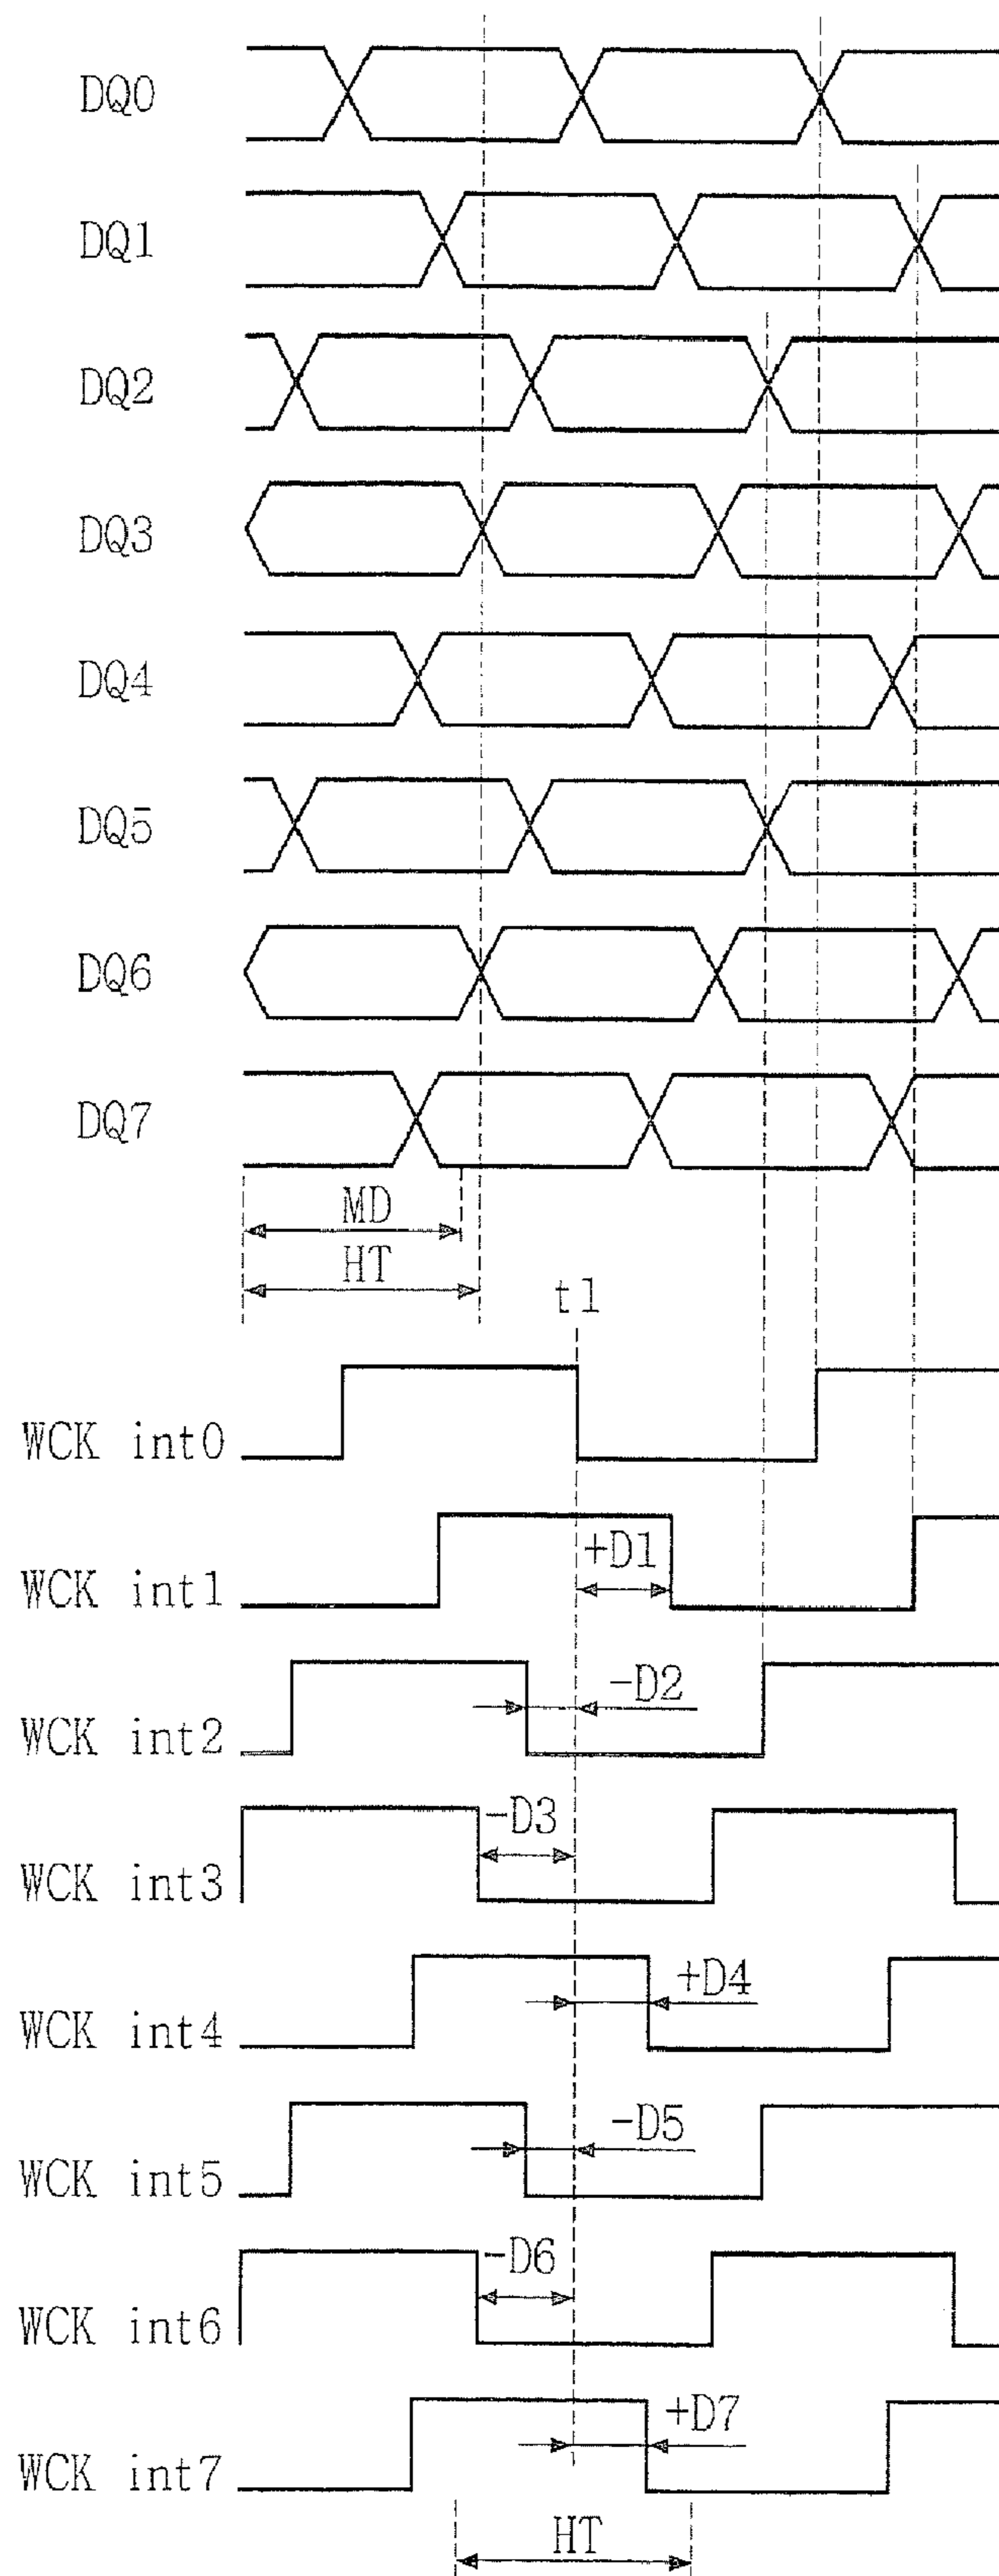 DQ0
DQ1
DQ2
DQ3
DQ4
DQ5
DQ6
DQ7
MD
HT
t1
WCK int0
WCK int1
+D1
WCK int2
-D2
WCK int3
-D3
WCK int4
+D4
WCK int5
-D5
WCK int6
-D6
WCK int7
+D7
HT